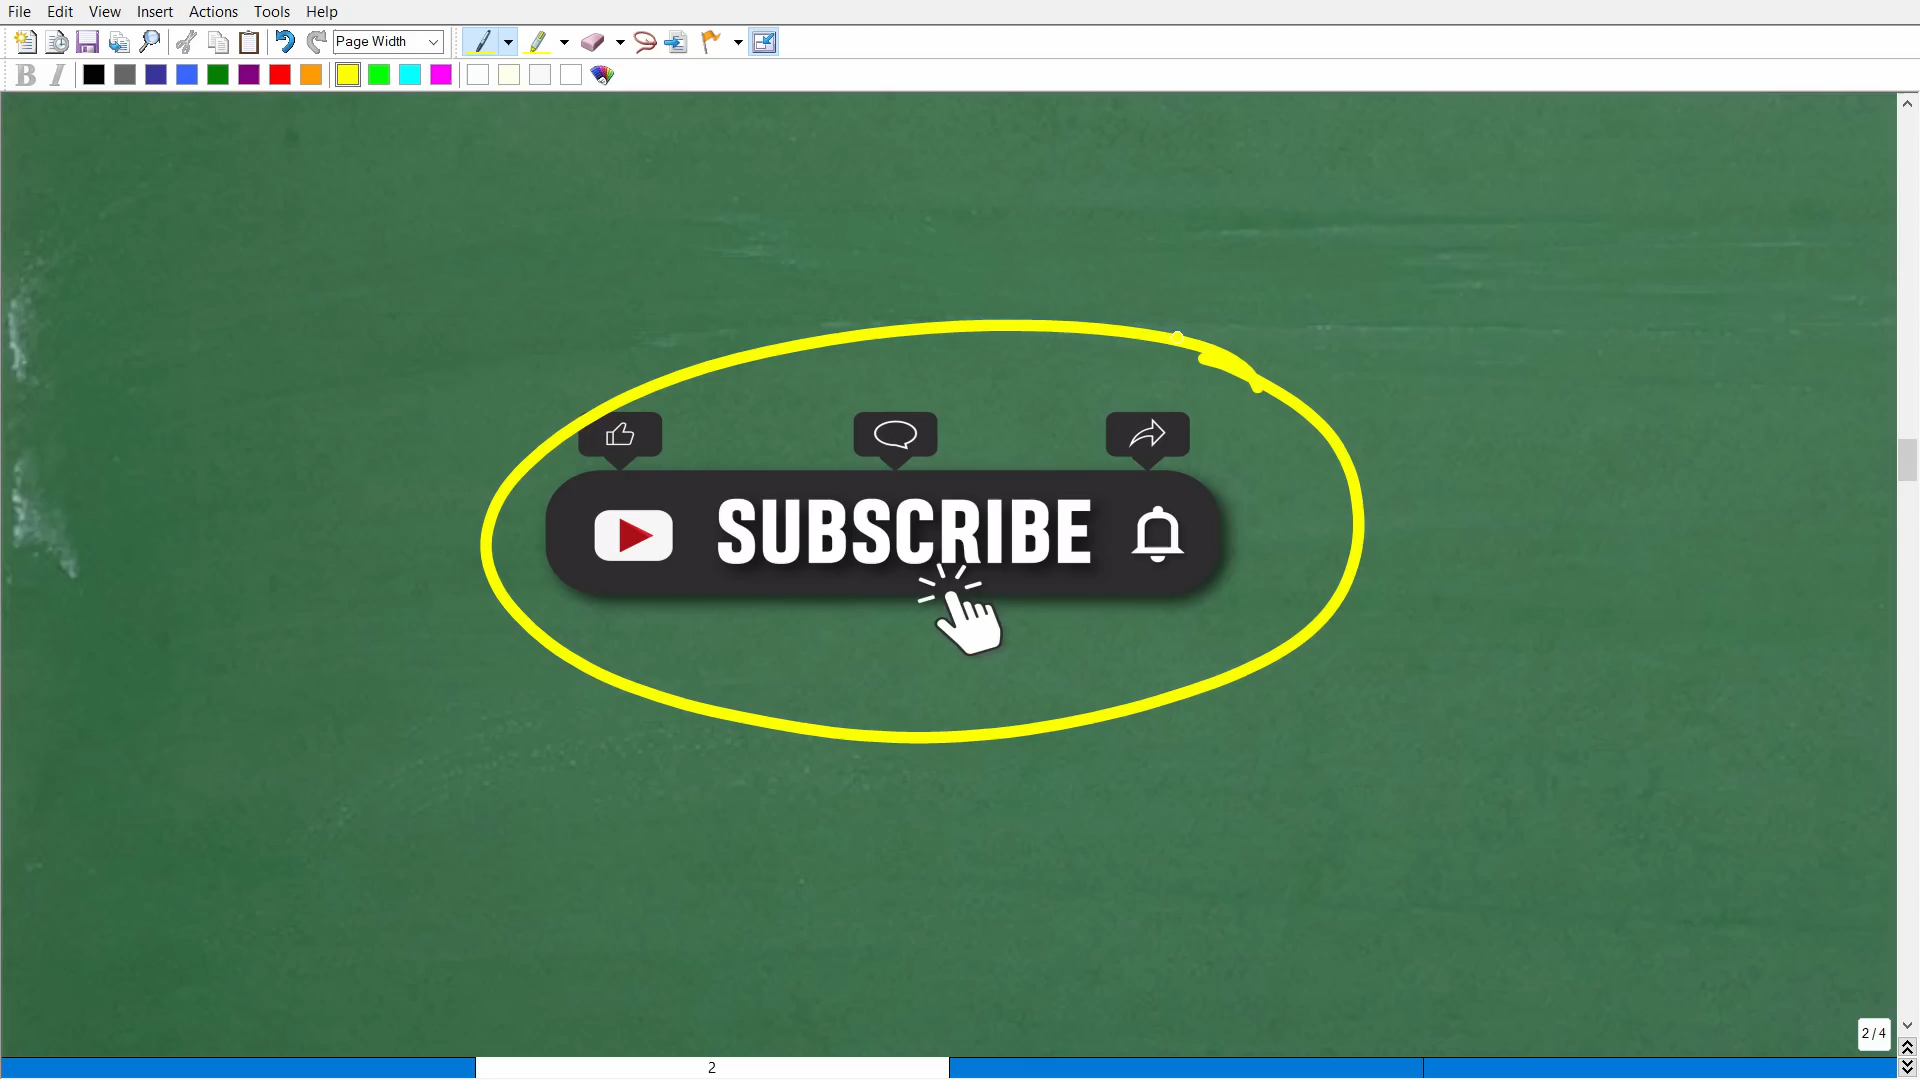 File Edit View Insert Actions Tools Help
Page Width
B I
SUBSCRIBE
2 / 4
2